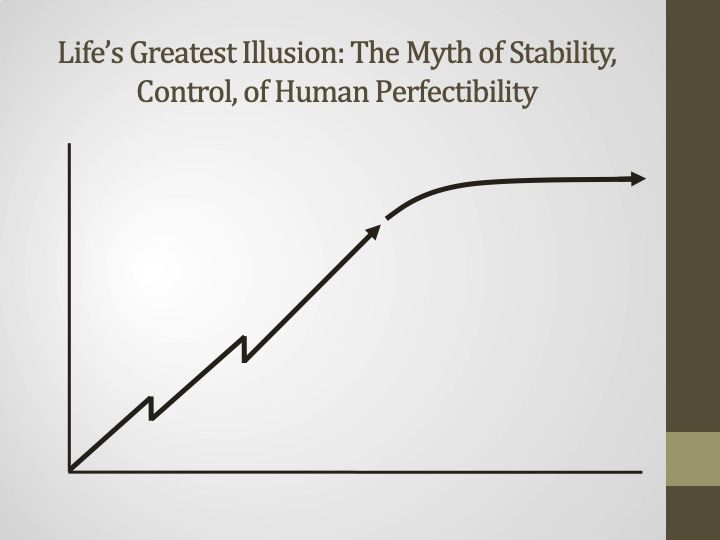 Life’s Greatest Illusion: The Myth of Stability,
Control, of Human Perfectibility